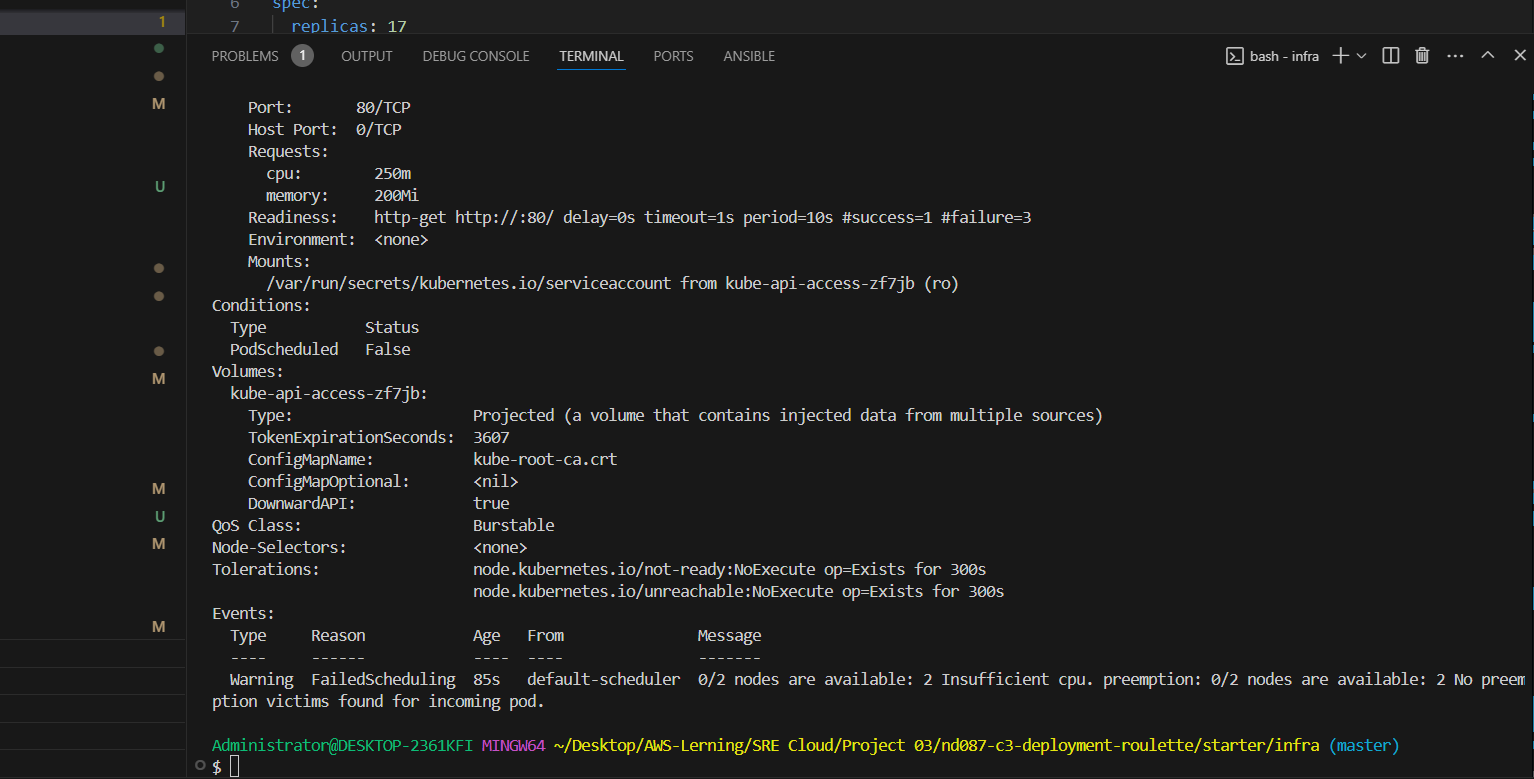 1
6 spec:
7 replicas: 17
PROBLEMS 1 OUTPUT DEBUG CONSOLE TERMINAL PORTS ANSIBLE bash - infra
Port: 80/TCP
M
Host Port: 0/TCP
Requests:
cpu: 250m
U
memory: 200Mi
Readiness: http-get http://:80/ delay=0s timeout=1s period=10s #success=1 #failure=3
Environment: <none>
Mounts:
/var/run/secrets/kubernetes.io/serviceaccount from kube-api-access-zf7jb (ro)
Conditions:
Type Status
PodScheduled False
Volumes:
M
kube-api-access-zf7jb:
Type: Projected (a volume that contains injected data from multiple sources)
TokenExpirationSeconds: 3607
ConfigMapName: kube-root-ca.crt
ConfigMapOptional: <nil>
M
DownwardAPI: true
U
QoS Class: Burstable
M
Node-Selectors: <none>
Tolerations: node.kubernetes.io/not-ready:NoExecute op=Exists for 300s
node.kubernetes.io/unreachable:NoExecute op=Exists for 300s
Events:
M
Type Reason Age From Message
---- ------ ---- ---- -------
Warning FailedScheduling 85s default-scheduler 0/2 nodes are available: 2 Insufficient cpu. preemption: 0/2 nodes are available: 2 No preem
ption victims found for incoming pod.
Administrator@DESKTOP-2361KFI MINGW64 ~/Desktop/AWS-Lerning/SRE Cloud/Project 03/nd087-c3-deployment-roulette/starter/infra (master)
$